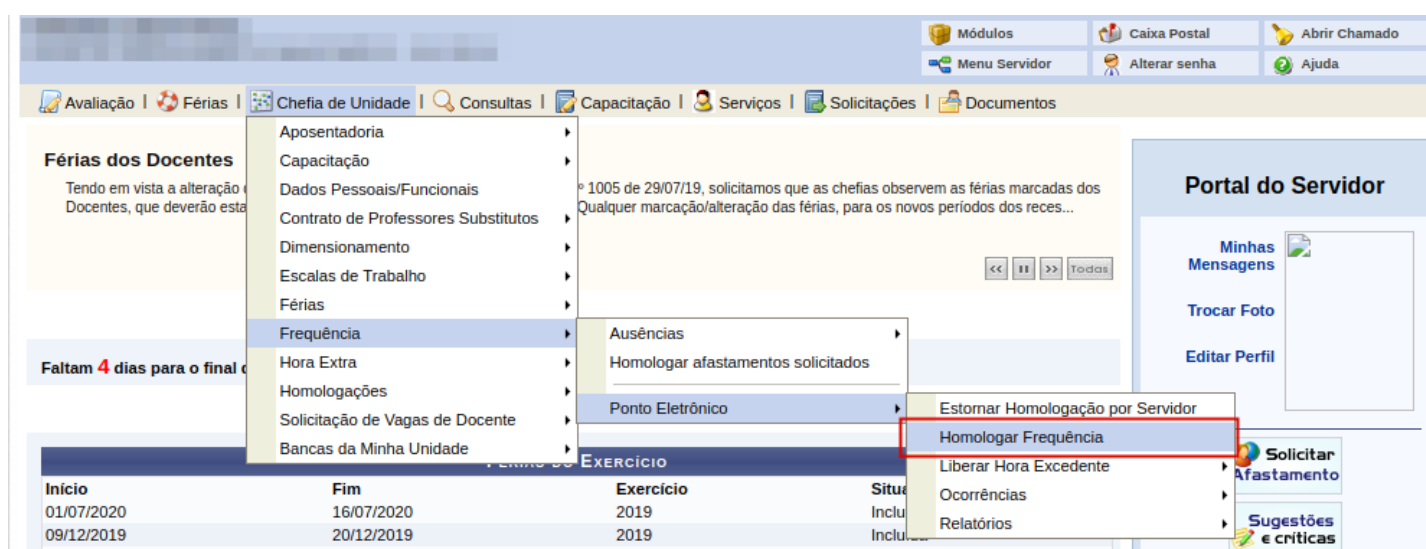 Módulos
Caixa Postal
Abrir Chamado
Menu Servidor
Alterar senha
Ajuda
Avaliação | Férias | Chefia de Unidade | Consultas | Capacitação | Serviços | Solicitações | Documentos
Aposentadoria
Capacitação
Dados Pessoais/Funcionais
Contrato de Professores Substitutos
Dimensionamento
Escalas de Trabalho
Férias
Frequência
Hora Extra
Homologações
Solicitação de Vagas de Docente
Bancas da Minha Unidade
Ausências
Homologar afastamentos solicitados
Ponto Eletrônico
Estornar Homologação por Servidor
Homologar Frequência
Liberar Hora Excedente
Ocorrências
Relatórios
Férias dos Docentes
Tendo em vista a alteração º 1005 de 29/07/19, solicitamos que as chefias observem as férias marcadas dos
Docentes, que deverão Qualquer marcação/alteração das férias, para os novos períodos dos reces...
Todas
Faltam 4 dias para o final
Exercício
Início Fim Exercício
01/07/2020 16/07/2020 2019
09/12/2019 20/12/2019 2019
Portal do Servidor
Minhas
Mensagens
Trocar Foto
Editar Perfil
Solicitar
Afastamento
Sugestões
e críticas